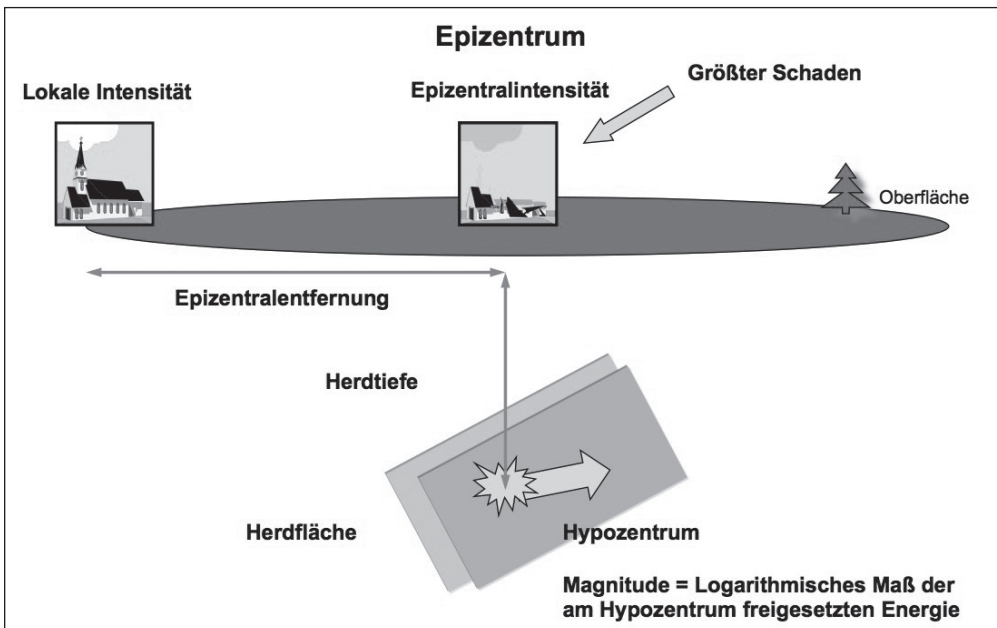 Epizentrum
Größter Schaden
Lokale Intensität
Epizentralintensität
Oberfläche
Epizentralentfernung
Herdtiefe
Herdfläche
Hypozentrum
Magnitude = Logarithmisches Maß der
am Hypozentrum freigesetzten Energie